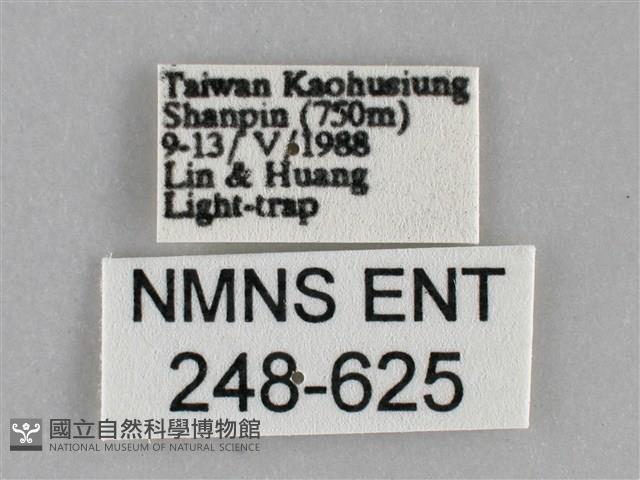 Taiwan Kaohusiung
Shanpin (750m)
9-13/ V/1988
Lin & Huang
Light-trap
NMNS ENT
248-625
國立自然科學博物館
NATIONAL MUSEUM OF NATURAL SCIENCE